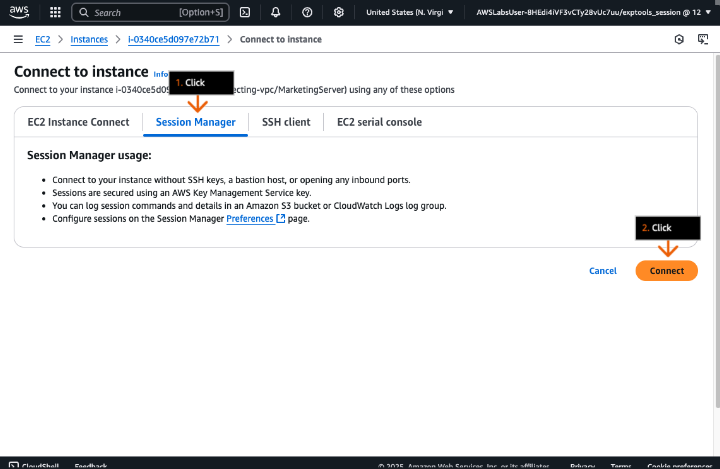 aws
Search [Option+S] United States (N. Virgi AWSLabsUser-8HEdi4iVF3vCTy28vUc7uu/exptools_session @ 12
EC2 > Instances > i-0340ce5d097e72b71 > Connect to instance
Connect to instance Info
1. Click
Connect to your instance i-0340ce5d09 ecting-vpc/MarketingServer) using any of these options
EC2 Instance Connect Session Manager SSH client EC2 serial console
Session Manager usage:
• Connect to your instance without SSH keys, a bastion host, or opening any inbound ports.
• Sessions are secured using an AWS Key Management Service key.
• You can log session commands and details in an Amazon S3 bucket or CloudWatch Logs log group.
• Configure sessions on the Session Manager Preferences page.
2. Click
Cancel Connect
CloudShell Feedback © 2025, Amazon Web Services, Inc. or its affiliates. Privacy Terms Cookie preferences